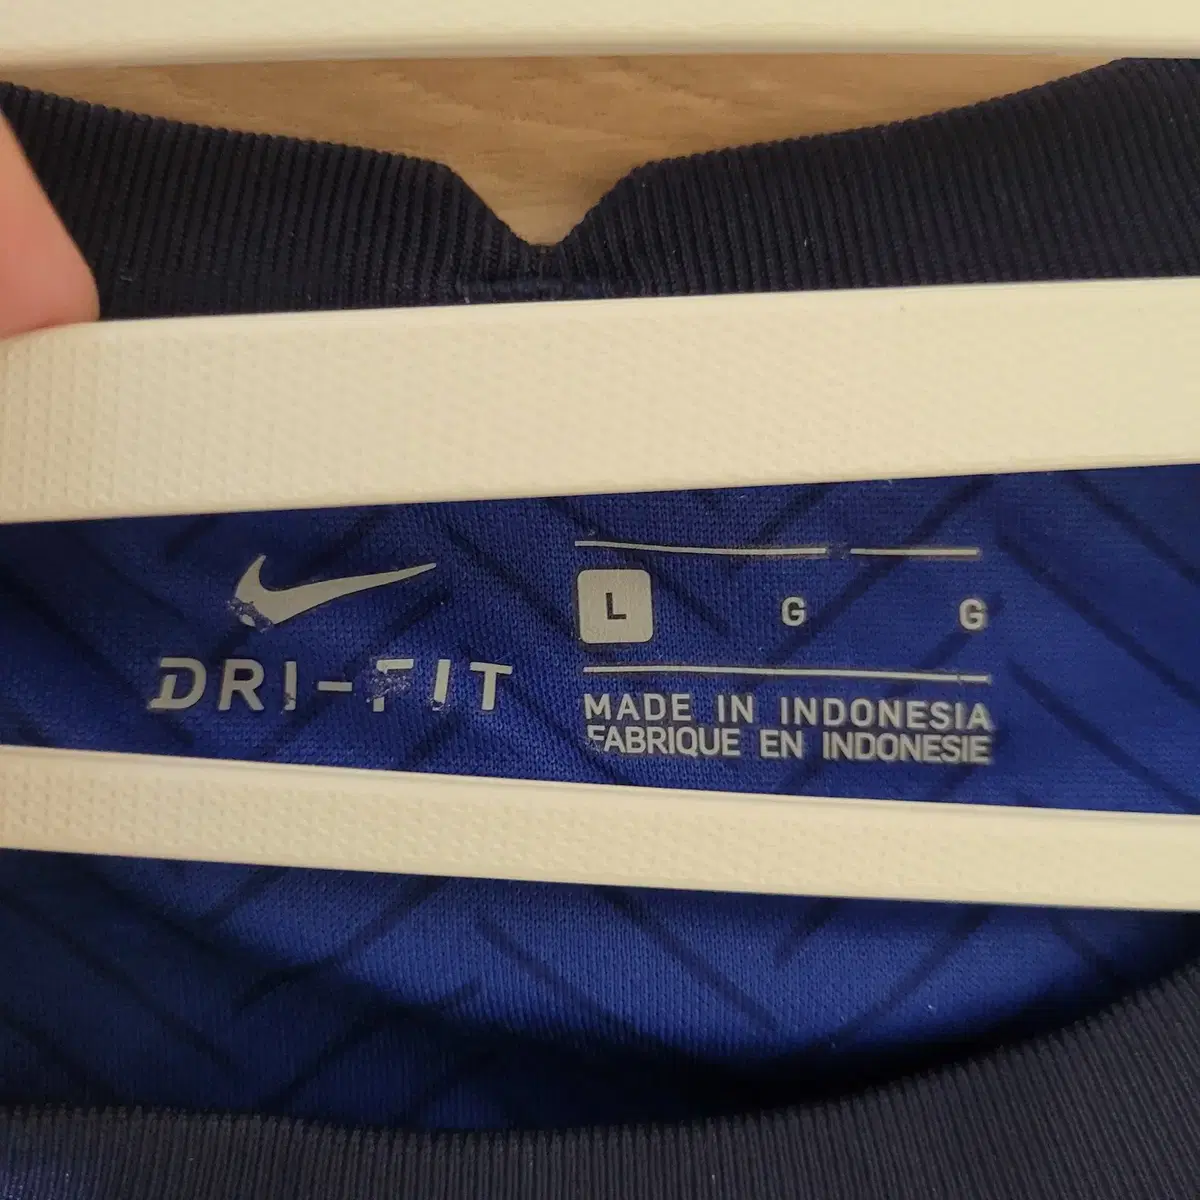 DRI-FIT
L G G
MADE IN INDONESIA
FABRIQUE EN INDONESIE